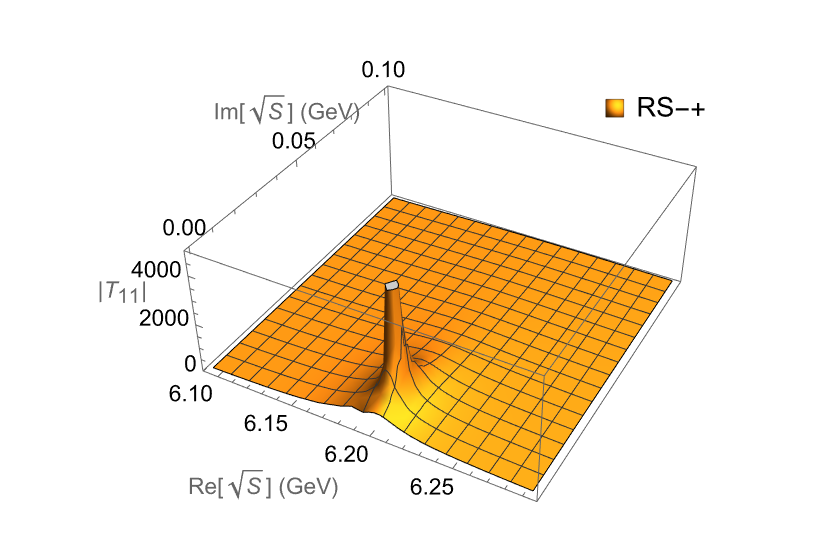 0.10
Im[√S] (GeV)
RS−+
0.05
0.00
4000
|T11|
2000
0
6.10
6.15
6.20
Re[√S] (GeV)
6.25